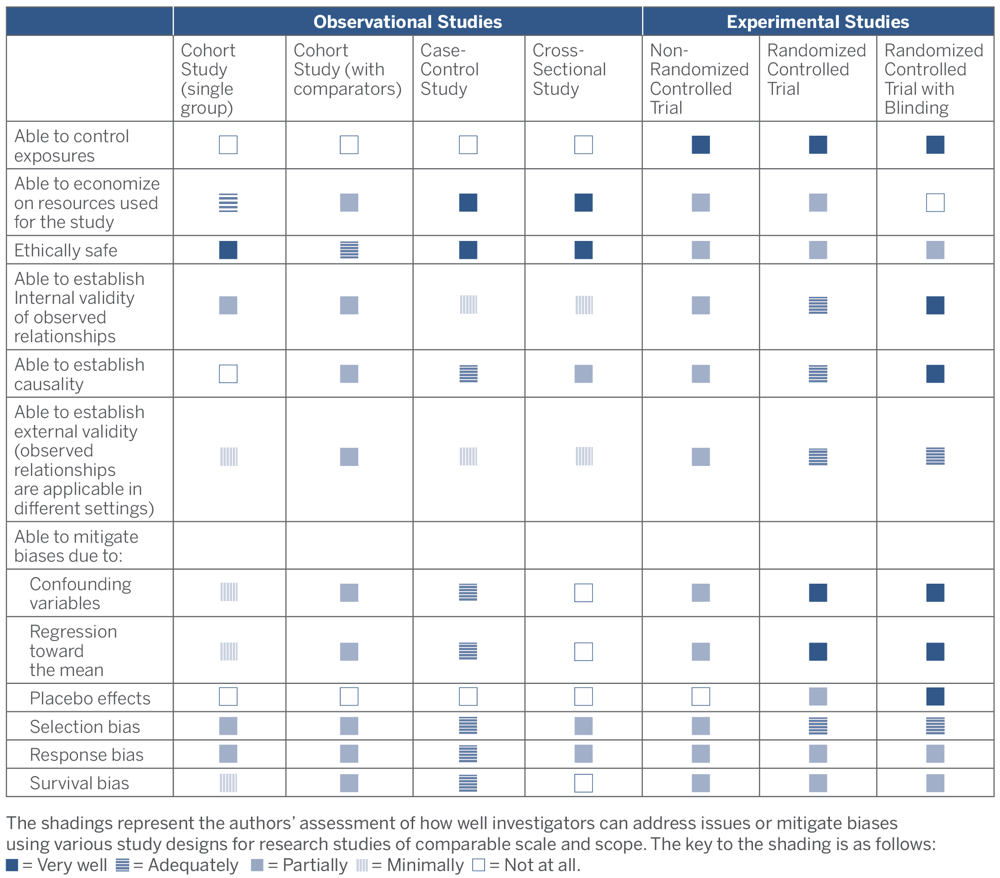 Observational Studies
Experimental Studies
Cohort
Study
(single
group)
Cohort
Study (with
comparators)
Case-
Control
Study
Cross-
Sectional
Study
Non-
Randomized
Controlled
Trial
Randomized
Controlled
Trial
Randomized
Controlled
Trial with
Blinding
Able to control
exposures
Able to economize
on resources used
for the study
Ethically safe
Able to establish
Internal validity
of observed
relationships
Able to establish
causality
Able to establish
external validity
(observed
relationships
are applicable in
different settings)
Able to mitigate
biases due to:
Confounding
variables
Regression
toward
the mean
Placebo effects
Selection bias
Response bias
Survival bias
The shadings represent the authors’ assessment of how well investigators can address issues or mitigate biases
using various study designs for research studies of comparable scale and scope. The key to the shading is as follows:
= Very well = Adequately = Partially = Minimally = Not at all.